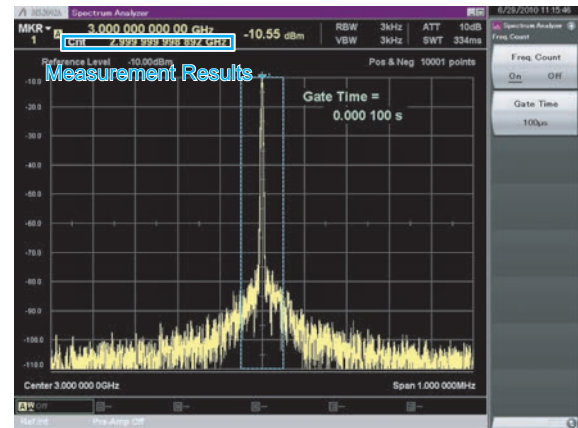 MS2690A Spectrum Analyzer 6/29/2010 11:15:46
MKR 1 A 3.000 000 000 00 GHz -10.55 dBm RBW 3kHz ATT 10dB
Cnt 2.999 999 998 892 GHz VBW 3kHz SWT 334ms
Spectrum Analyzer
Freq. Count
Reference Level -10.00dBm Pos & Neg 10001 points
Measurement Results
Freq. Count
On Off
Gate Time =
0.000 100 s
Gate Time
100µs
-10.0
-20.0
-30.0
-40.0
-60.0
-70.0
-80.0
-90.0
-100.0
-110.0
Center 3.000 000 0GHz Span 1.000 000MHz
Ref.Int Pre-Amp Off